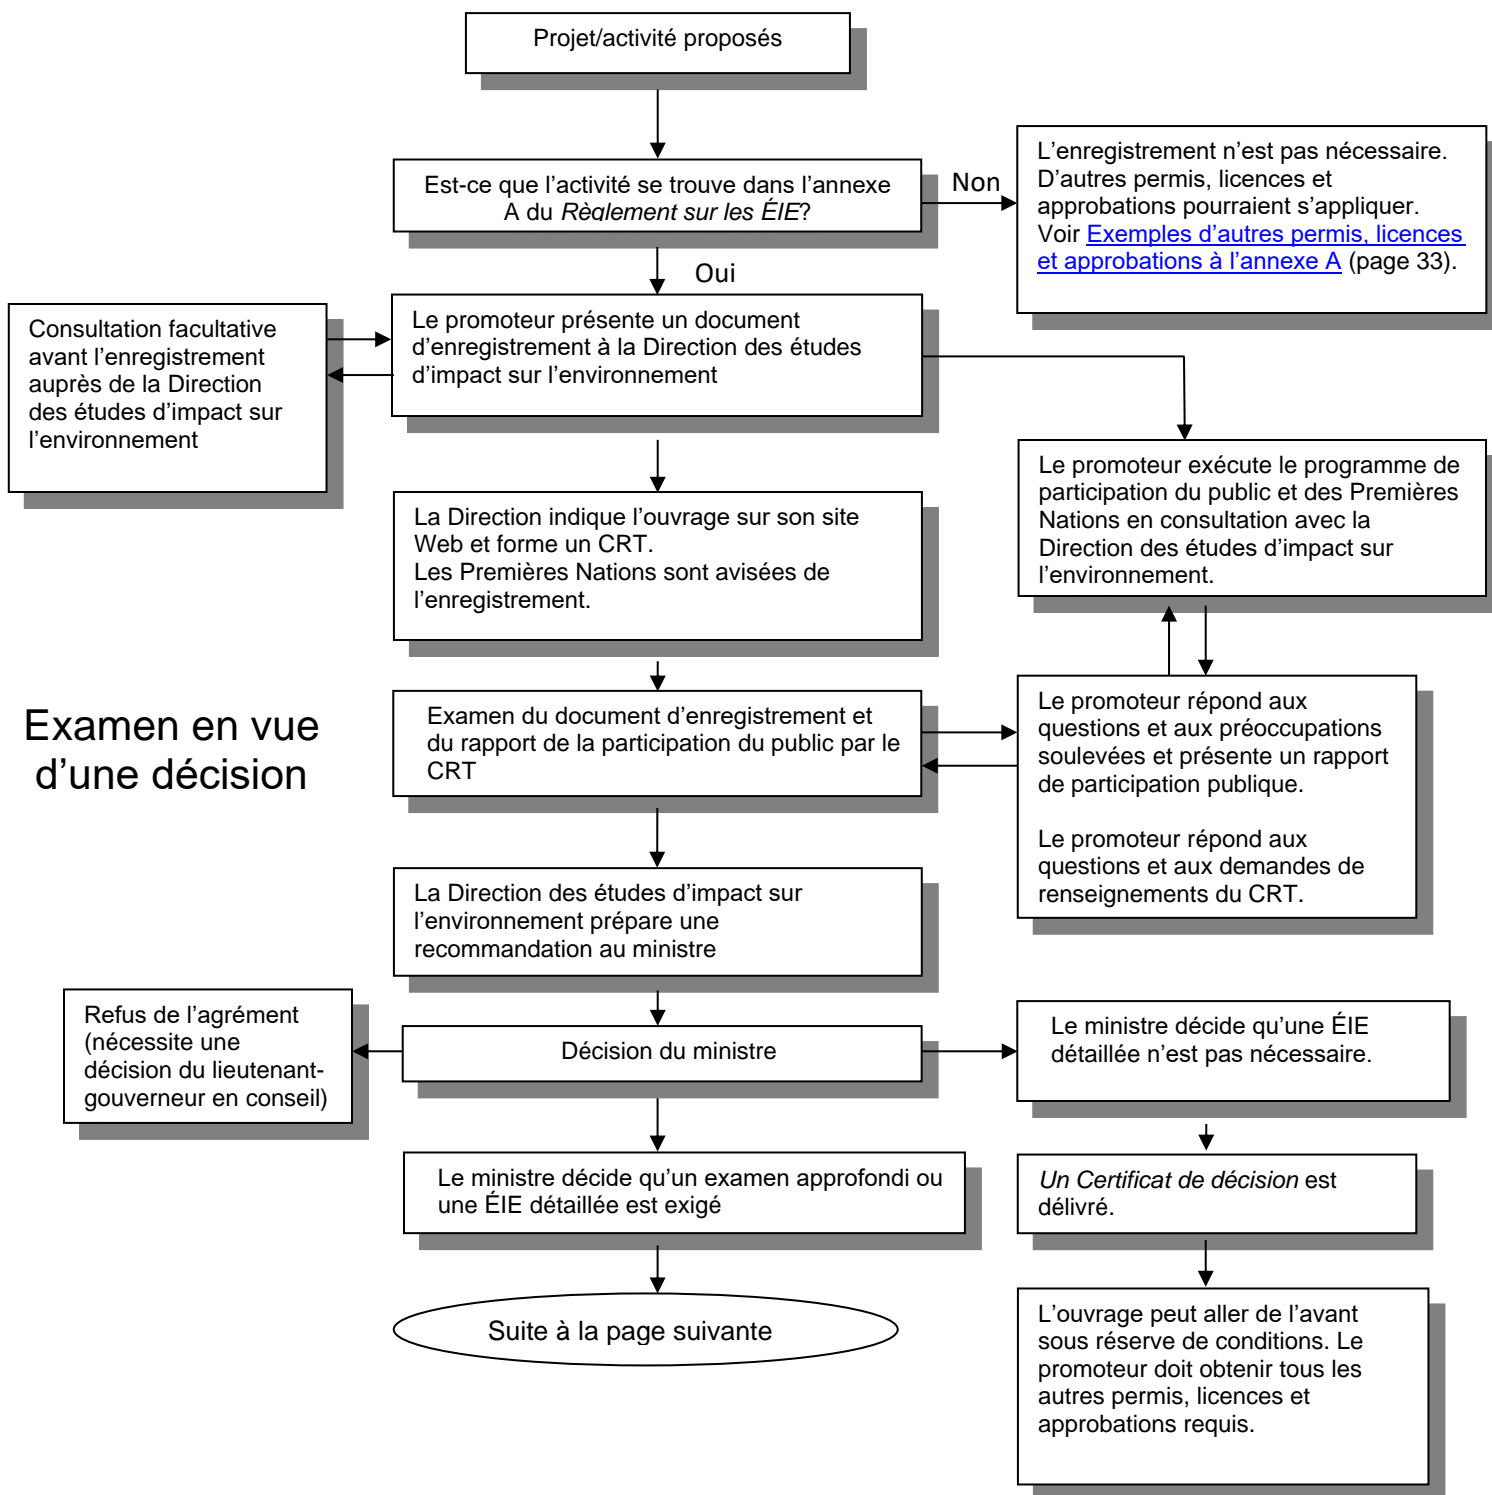 Projet/activité proposés
Est-ce que l'activité se trouve dans l'annexe
A du Règlement sur les ÉIE?
Non
L'enregistrement n'est pas nécessaire.
D'autres permis, licences et
approbations pourraient s'appliquer.
Voir Exemples d'autres permis, licences
et approbations à l'annexe A (page 33).
Oui
Consultation facultative
avant l'enregistrement
auprès de la Direction
des études d'impact sur
l'environnement
Le promoteur présente un document
d'enregistrement à la Direction des études
d'impact sur l'environnement
Le promoteur exécute le programme de
participation du public et des Premières
Nations en consultation avec la
Direction des études d'impact sur
l'environnement.
La Direction indique l'ouvrage sur son site
Web et forme un CRT.
Les Premières Nations sont avisées de
l'enregistrement.
Examen en vue
d'une décision
Examen du document d'enregistrement et
du rapport de la participation du public par le
CRT
Le promoteur répond aux
questions et aux préoccupations
soulevées et présente un rapport
de participation publique.
Le promoteur répond aux
questions et aux demandes de
renseignements du CRT.
La Direction des études d'impact sur
l'environnement prépare une
recommandation au ministre
Refus de l'agrément
(nécessite une
décision du lieutenant-
gouverneur en conseil)
Décision du ministre
Le ministre décide qu'une ÉIE
détaillée n'est pas nécessaire.
Le ministre décide qu'un examen approfondi ou
une ÉIE détaillée est exigé
Un Certificat de décision est
délivré.
Suite à la page suivante
L'ouvrage peut aller de l'avant
sous réserve de conditions. Le
promoteur doit obtenir tous les
autres permis, licences et
approbations requis.